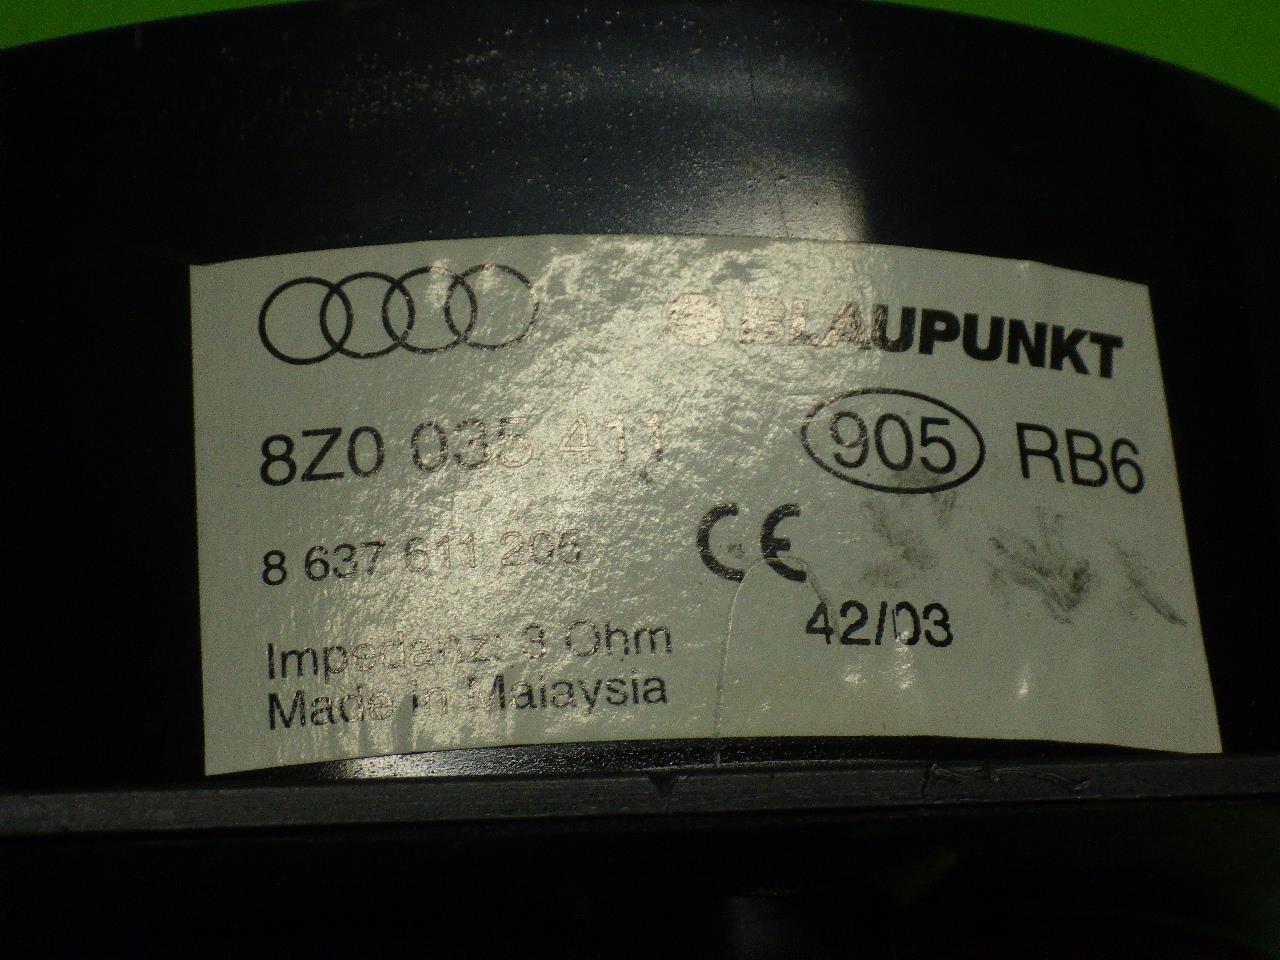 BLAUPUNKT
8Z0 035 411
905 RB6
8 637 611 205
CE
42/03
Impedanz: 3 Ohm
Made in Malaysia